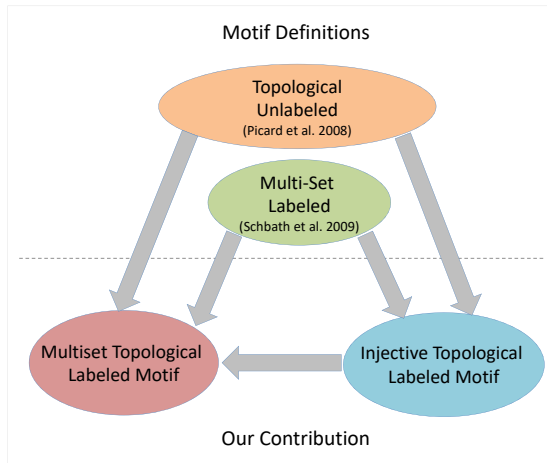 Motif Definitions
Topological
Unlabeled
(Picard et al. 2008)
Multi-Set
Labeled
(Schbath et al. 2009)
Multiset Topological
Labeled Motif
Injective Topological
Labeled Motif
Our Contribution